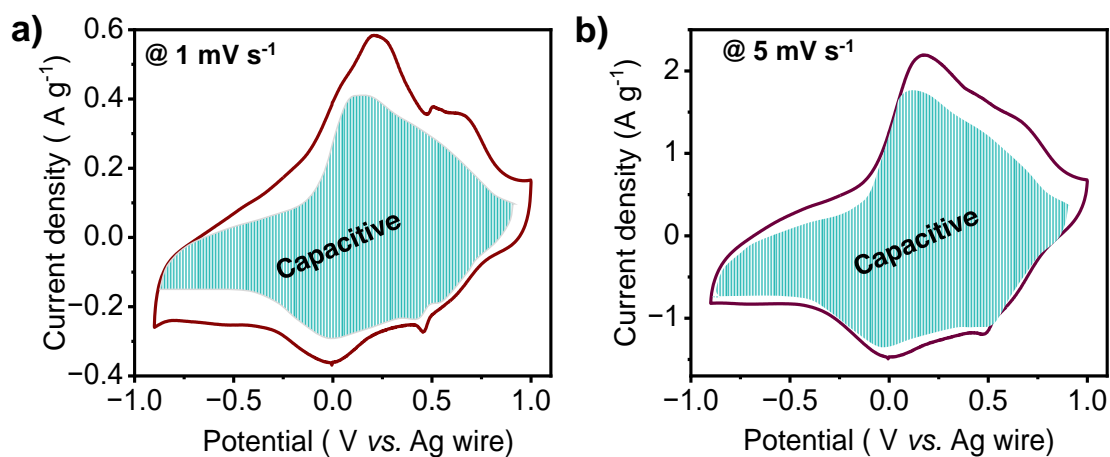 a)
@ 1 mV s⁻¹
Current density ( A g⁻¹)
0.6
0.4
0.2
0.0
−0.2
−0.4
Capacitive
−1.0 −0.5 0.0 0.5 1.0
Potential ( V vs. Ag wire)
b)
@ 5 mV s⁻¹
Current density (A g⁻¹)
2
1
0
−1
Capacitive
−1.0 −0.5 0.0 0.5 1.0
Potential ( V vs. Ag wire)